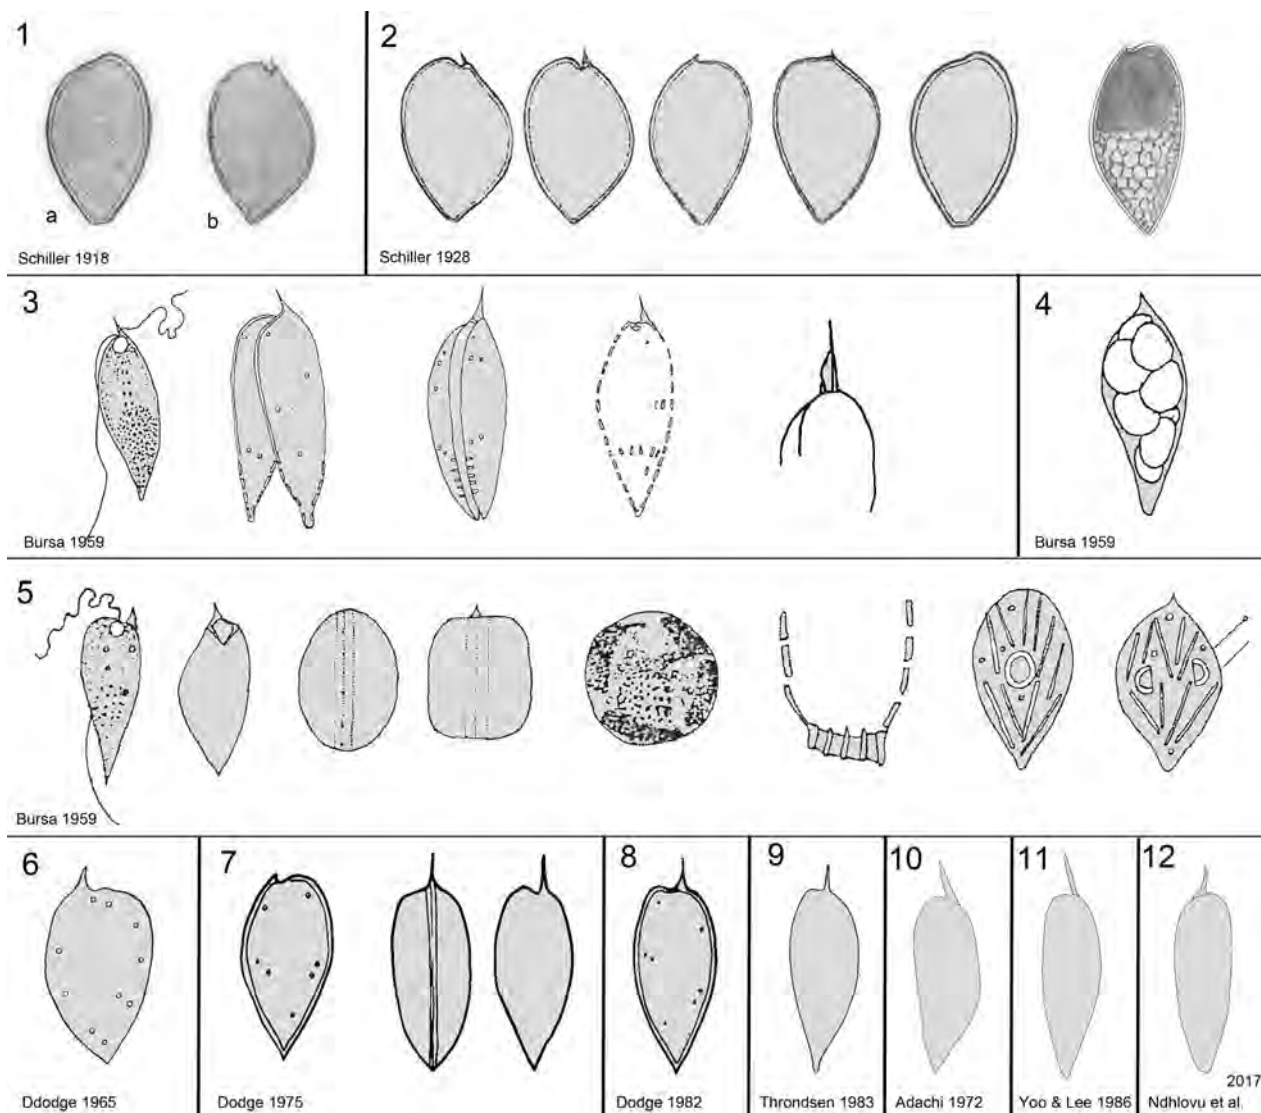 1
2
a
b
Schiller 1918
Schiller 1928
3
4
Bursa 1959
Bursa 1959
5
Bursa 1959
6
7
8
9
10
11
12
Ddodge 1965
Dodge 1975
Dodge 1982
Throndsen 1983
Adachi 1972
Yoo & Lee 1986
2017
Ndhlovu et al.